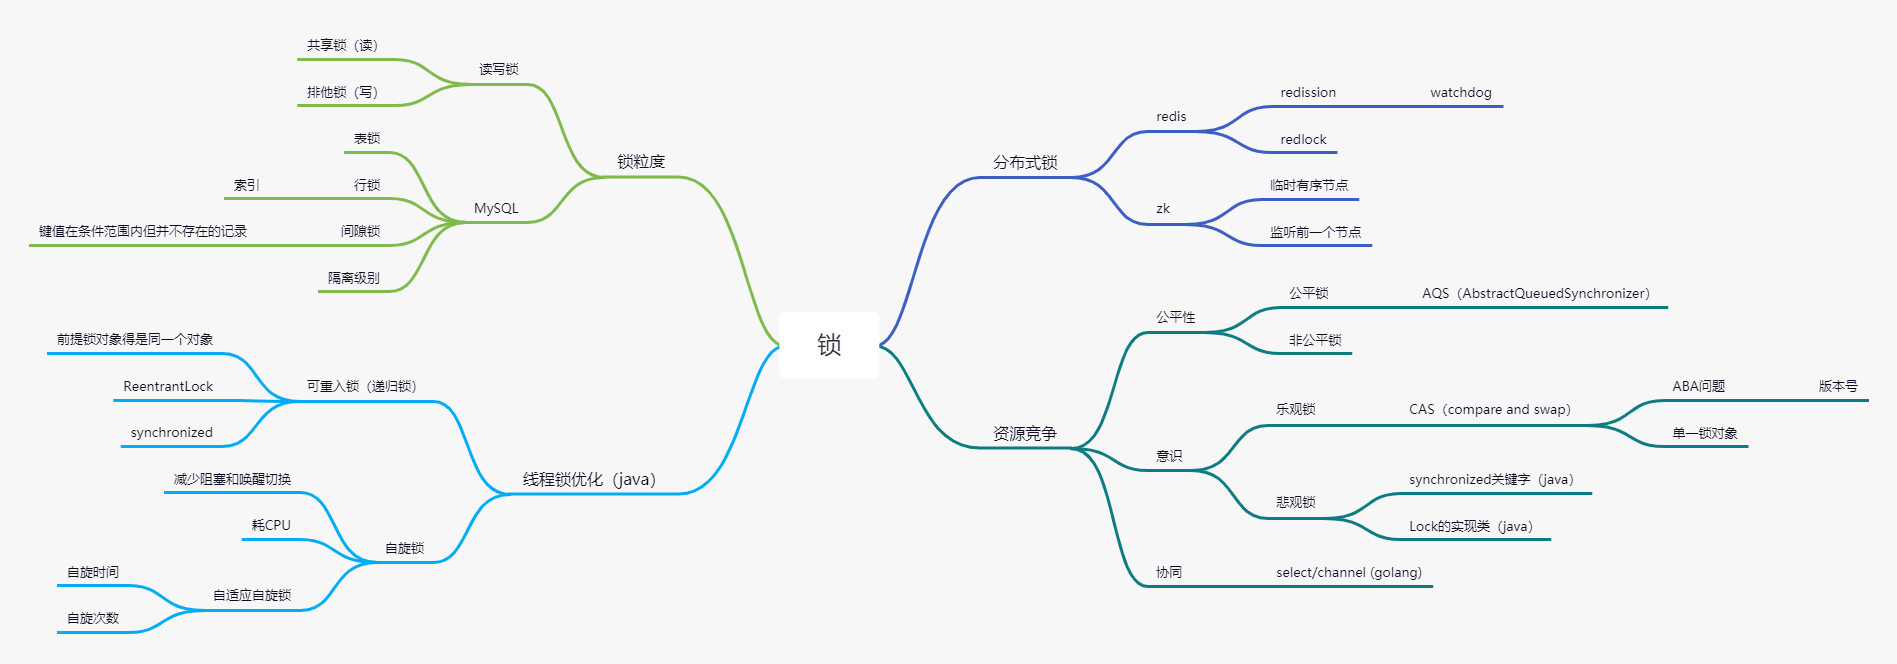 锁
锁粒度
读写锁
共享锁（读）
排他锁（写）
MySQL
表锁
行锁
索引
间隙锁
键值在条件范围内但并不存在的记录
隔离级别
线程锁优化（java）
可重入锁（递归锁）
前提锁对象得是同一个对象
ReentrantLock
synchronized
自旋锁
减少阻塞和唤醒切换
耗CPU
自适应自旋锁
自旋时间
自旋次数
分布式锁
redis
redission
watchdog
redlock
zk
临时有序节点
监听前一个节点
资源竞争
公平性
公平锁
AQS（AbstractQueuedSynchronizer）
非公平锁
意识
乐观锁
CAS（compare and swap）
ABA问题
版本号
单一锁对象
悲观锁
synchronized关键字（java）
Lock的实现类（java）
协同
select/channel (golang)